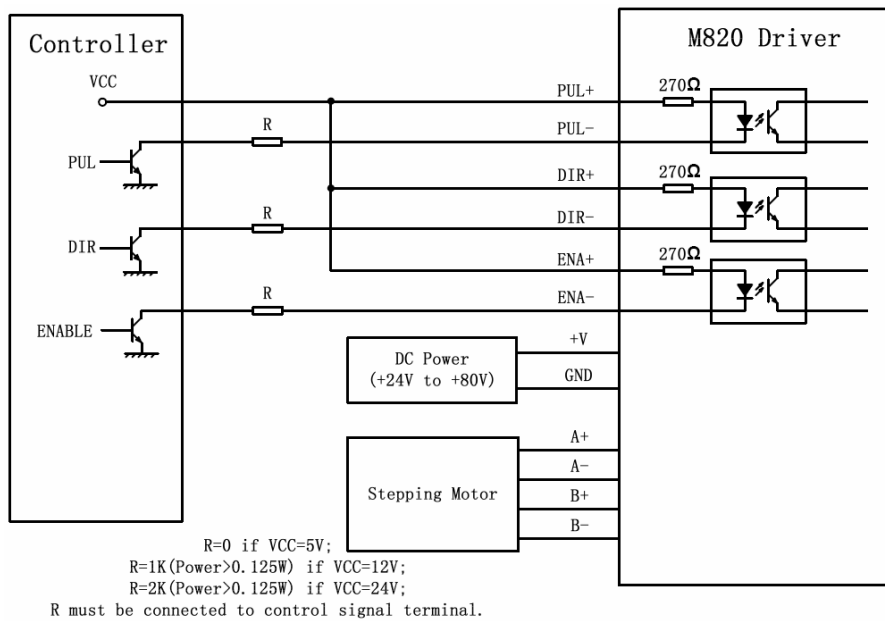 Controller
M820 Driver
VCC
PUL+
270Ω
R
PUL-
PUL
DIR+
270Ω
R
DIR-
DIR
ENA+
270Ω
R
ENA-
ENABLE
+V
DC Power
(+24V to +80V)
GND
A+
A-
Stepping Motor
B+
B-
R=0 if VCC=5V;
R=1K(Power>0.125W) if VCC=12V;
R=2K(Power>0.125W) if VCC=24V;
R must be connected to control signal terminal.